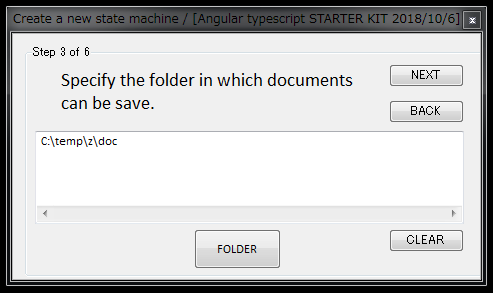 Create a new state machine / [Angular typescript STARTER KIT 2018/10/6]
x
Step 3 of 6
Specify the folder in which documents
can be save.
NEXT
BACK
C:\temp\z\doc
FOLDER
CLEAR